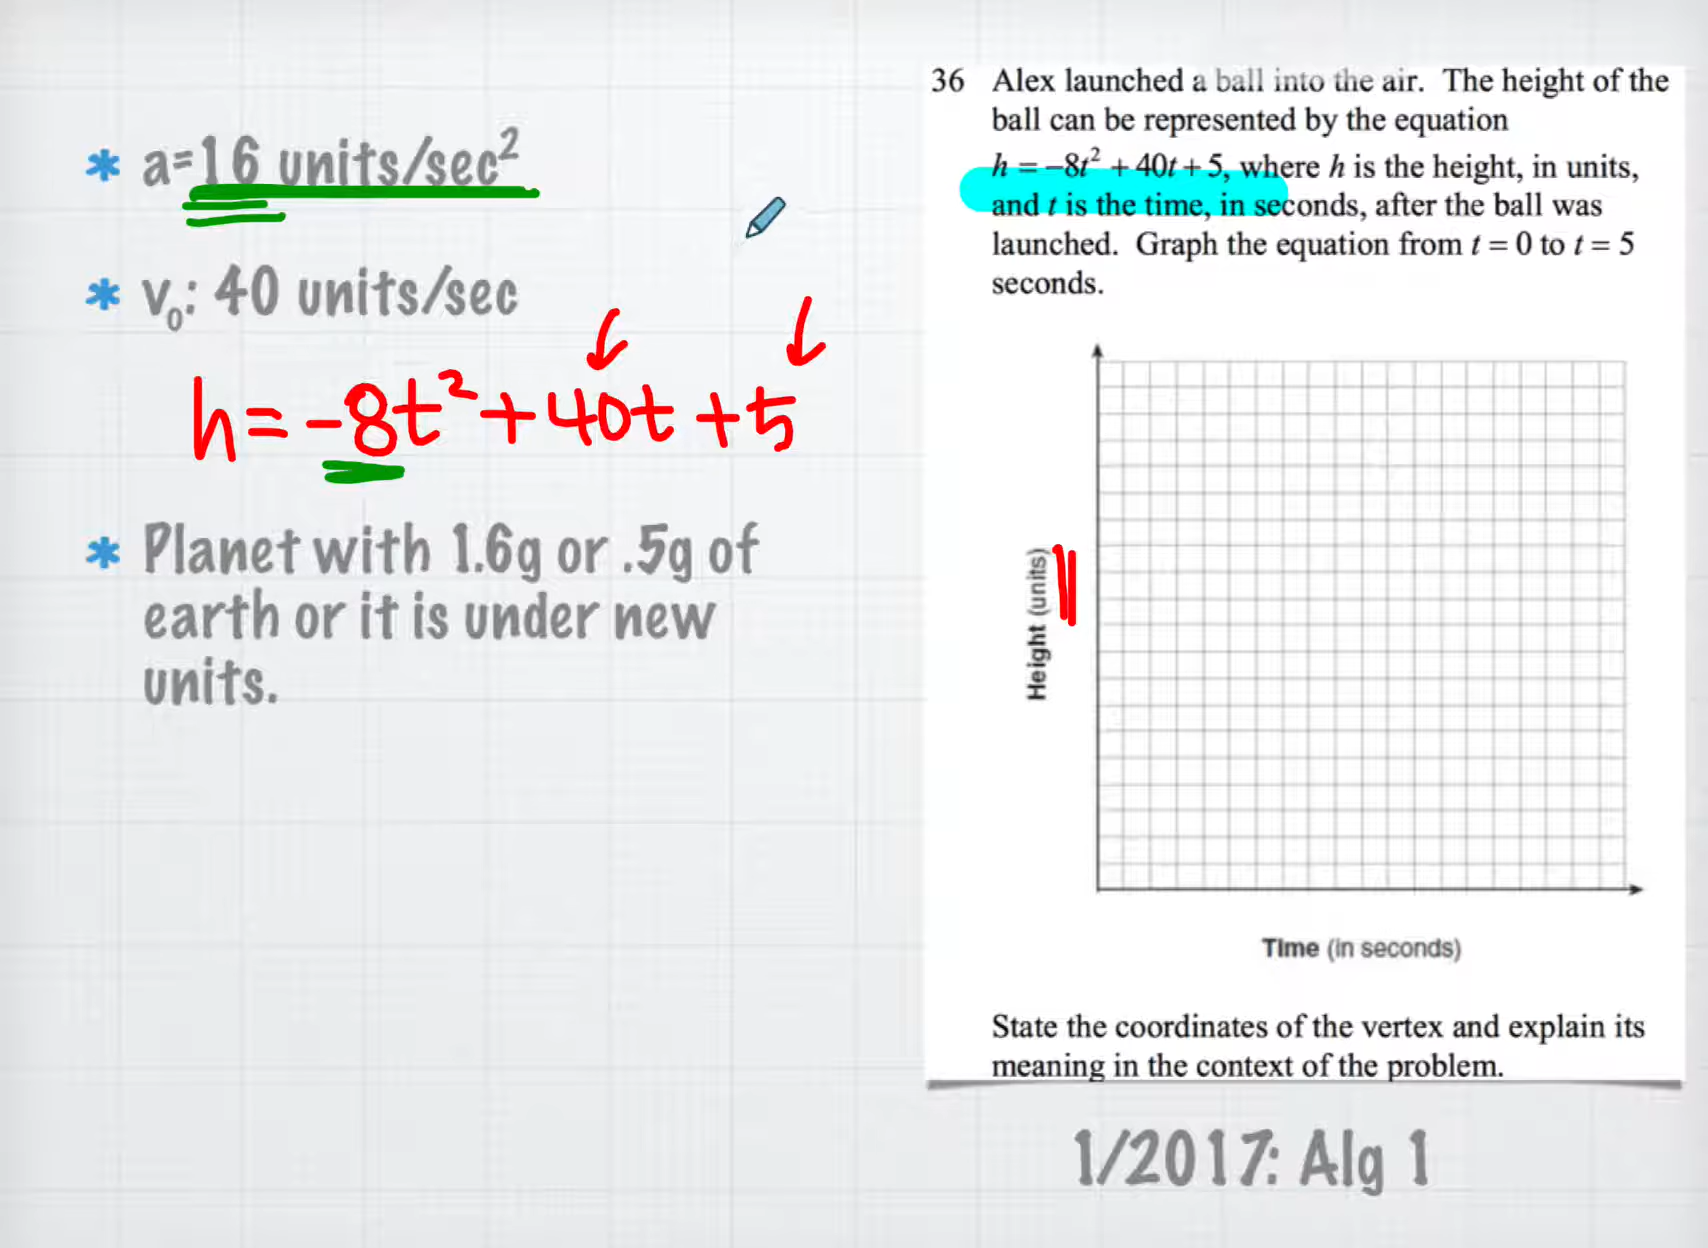 * a=16 units/sec²
* v₀: 40 units/sec
h = -8t² + 40t + 5
* Planet with 1.6g or .5g of
earth or it is under new
units.
36 Alex launched a ball into the air. The height of the
ball can be represented by the equation
h = −8t² + 40t + 5, where h is the height, in units,
and t is the time, in seconds, after the ball was
launched. Graph the equation from t = 0 to t = 5
seconds.
Height (units)
Time (in seconds)
State the coordinates of the vertex and explain its
meaning in the context of the problem.
1/2017: Alg 1